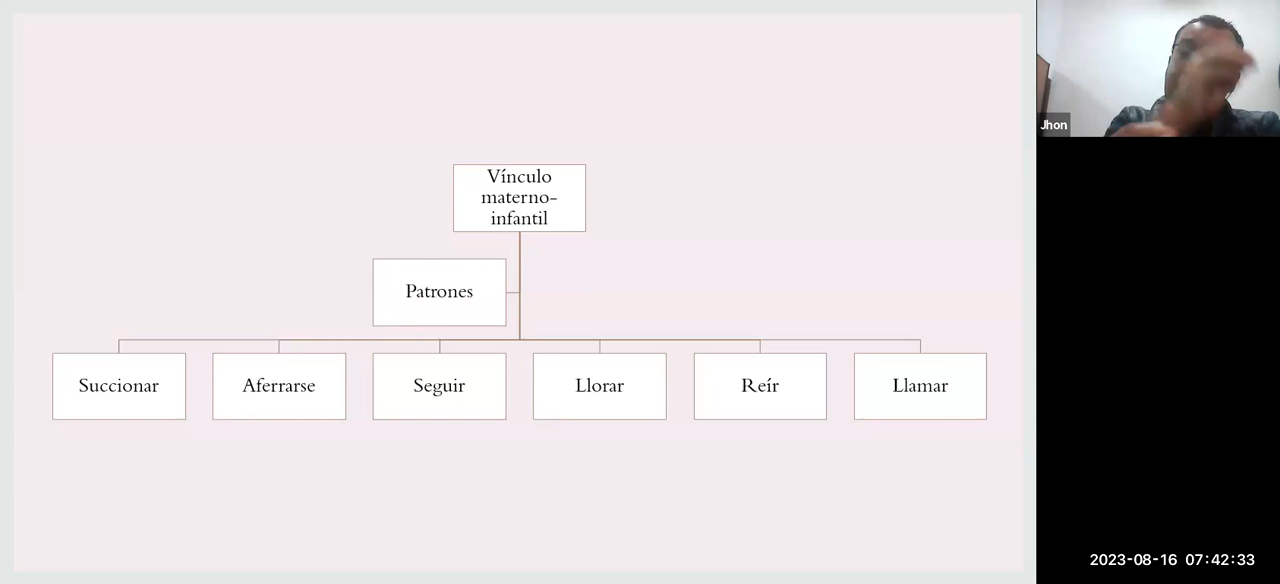 Vínculo
materno-
infantil
Patrones
Succionar
Aferrarse
Seguir
Llorar
Reír
Llamar
Jhon
2023-08-16 07:42:33